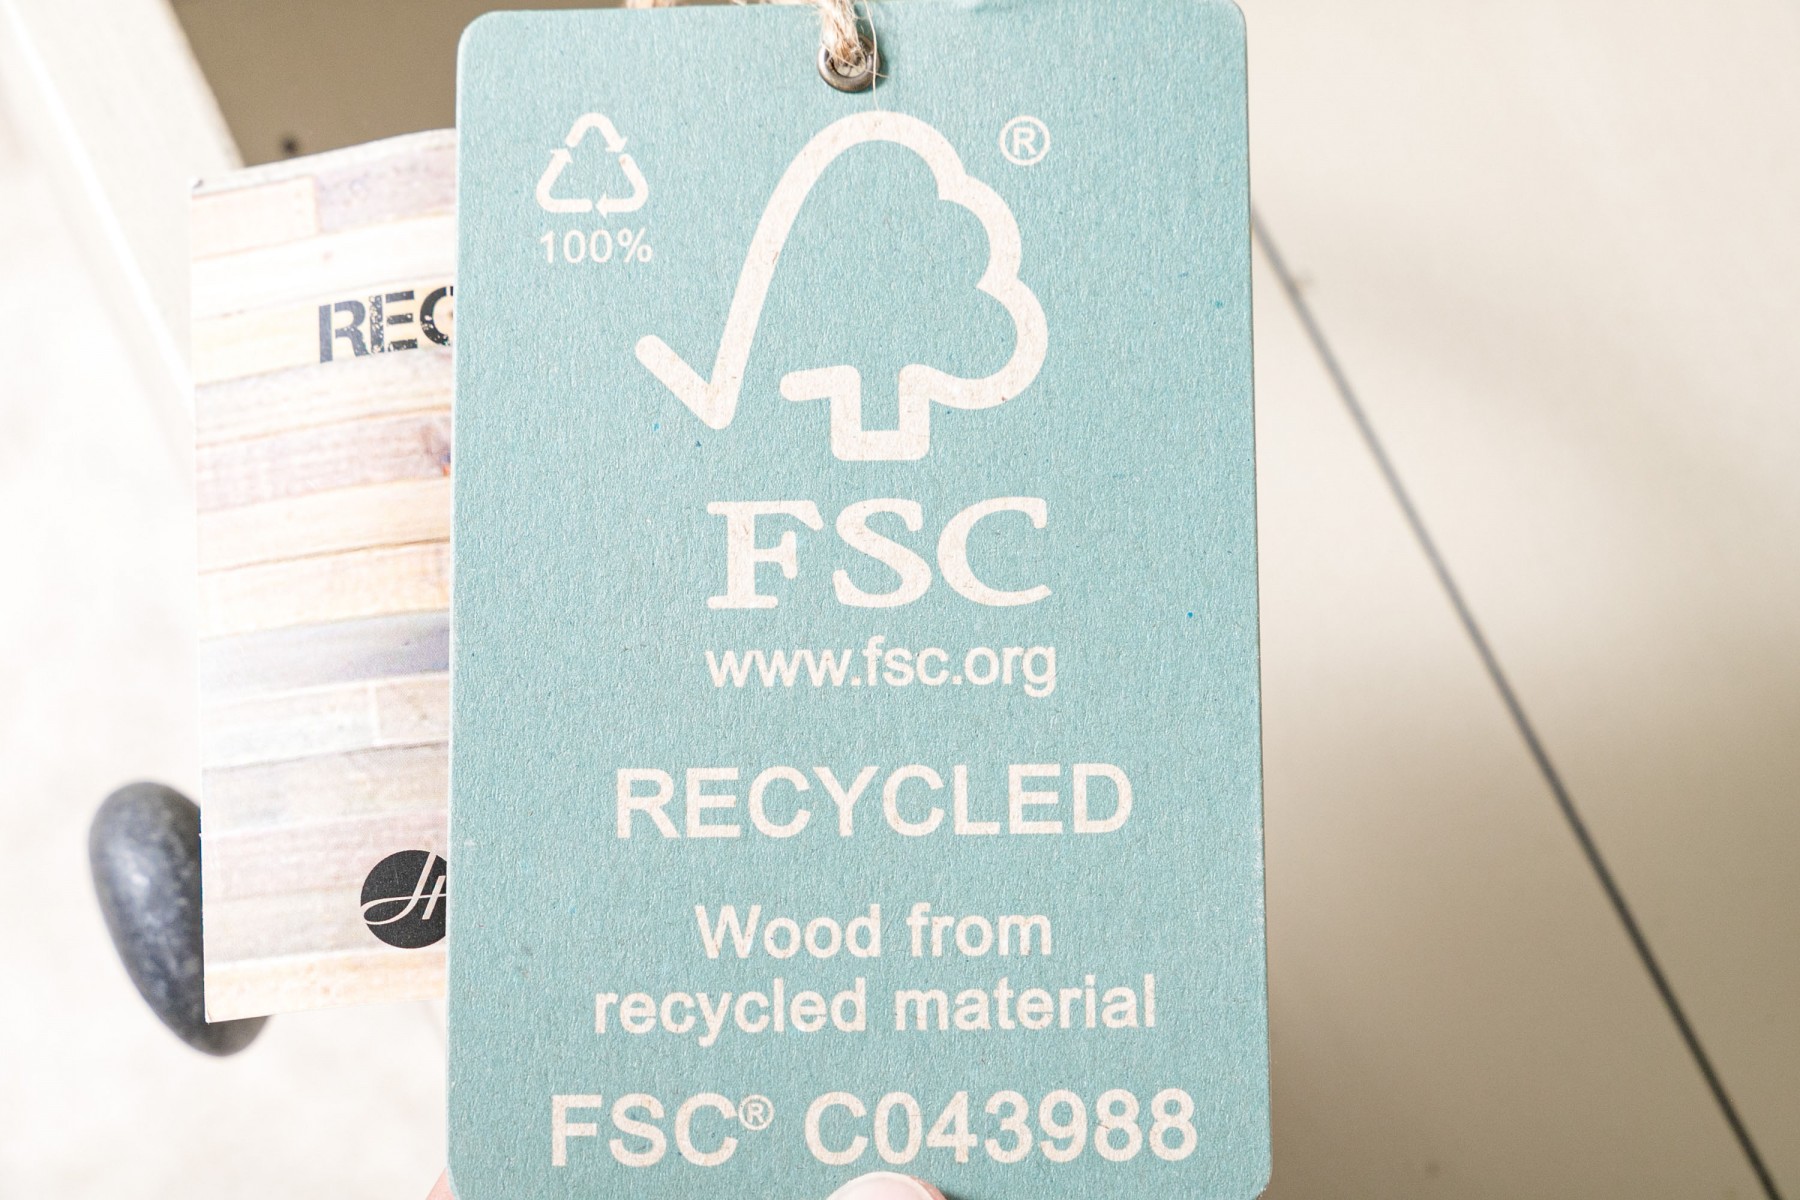 ®
100%
FSC
www.fsc.org
RECYCLED
Wood from
recycled material
FSC® C043988